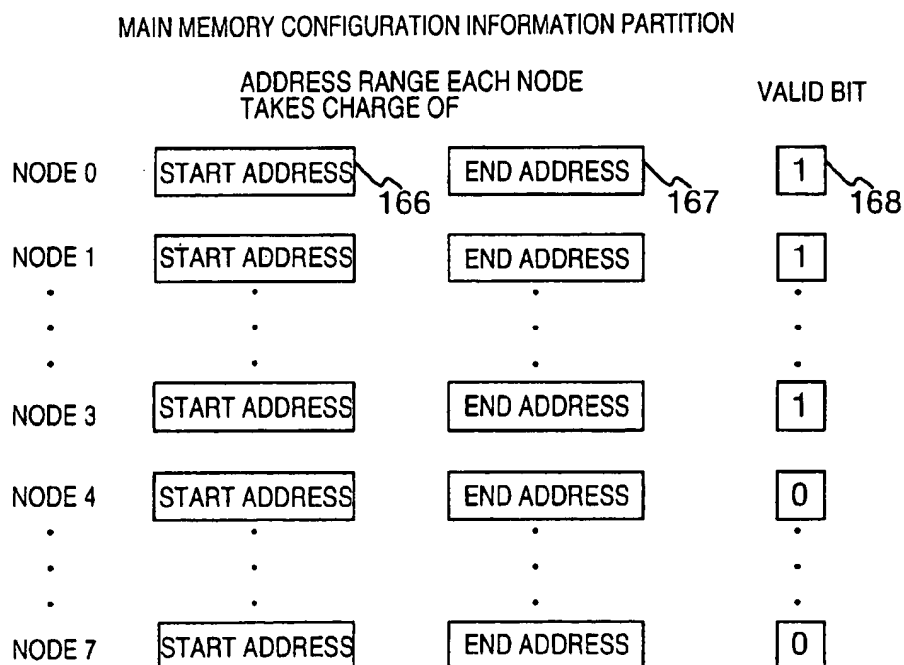 MAIN MEMORY CONFIGURATION INFORMATION PARTITION
ADDRESS RANGE EACH NODE
TAKES CHARGE OF
VALID BIT
NODE 0 START ADDRESS 166 END ADDRESS 167 1 168
NODE 1 START ADDRESS END ADDRESS 1
NODE 3 START ADDRESS END ADDRESS 1
NODE 4 START ADDRESS END ADDRESS 0
NODE 7 START ADDRESS END ADDRESS 0